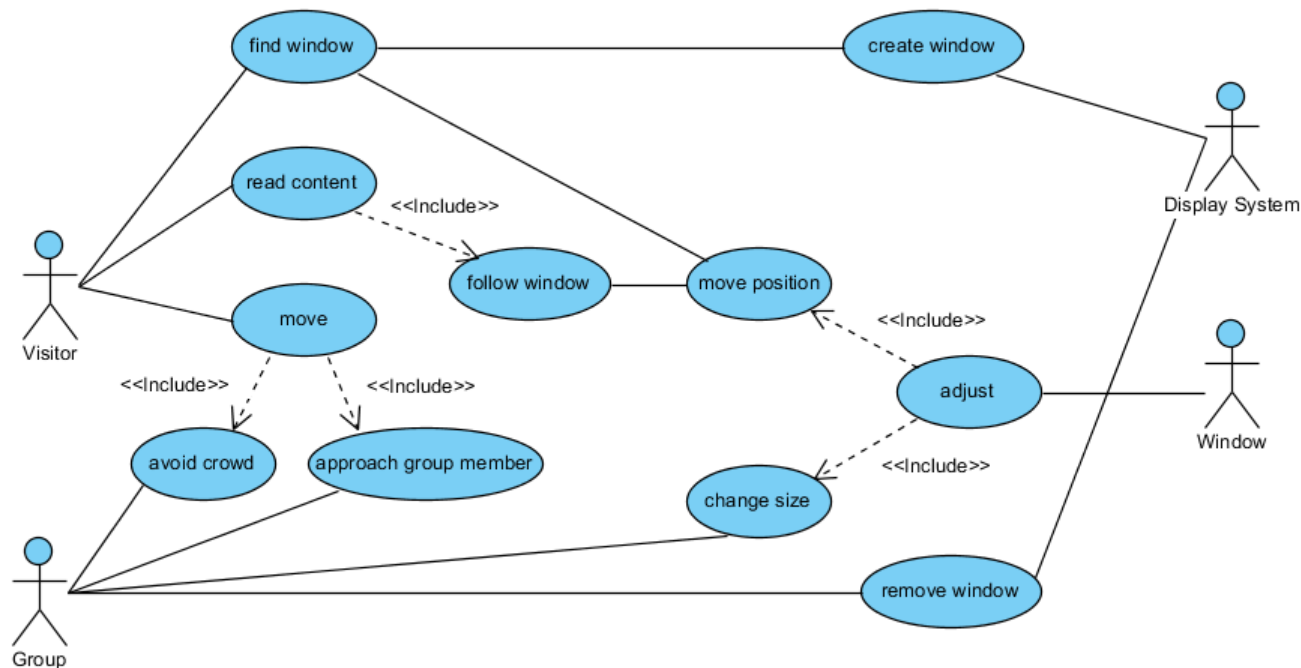 find window
create window
read content
<<Include>>
Display System
follow window
move position
move
<<Include>>
Visitor
<<Include>>
<<Include>>
adjust
Window
avoid crowd
approach group member
<<Include>>
change size
remove window
Group